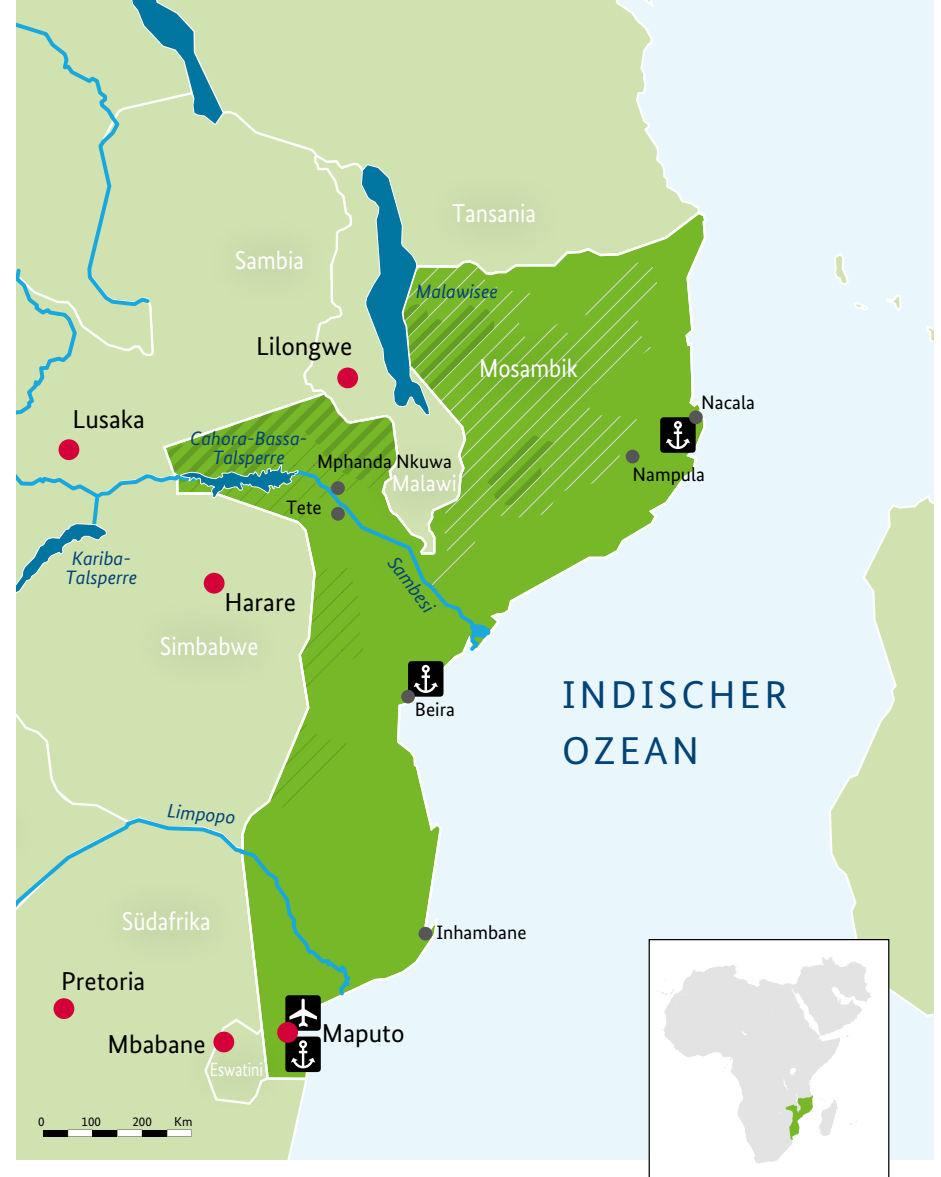 Tansania
Sambia
Malawisee
Lilongwe
Mosambik
Nacala
Lusaka
Cahora-Bassa-
Talsperre
Mphanda Nkuwa
Nampula
Malawi
Tete
Kariba-
Talsperre
Sambesi
Harare
Simbabwe
INDISCHER
OZEAN
Beira
Limpopo
Südafrika
Inhambane
Pretoria
Maputo
Mbabane
Eswatini
0 100 200 Km